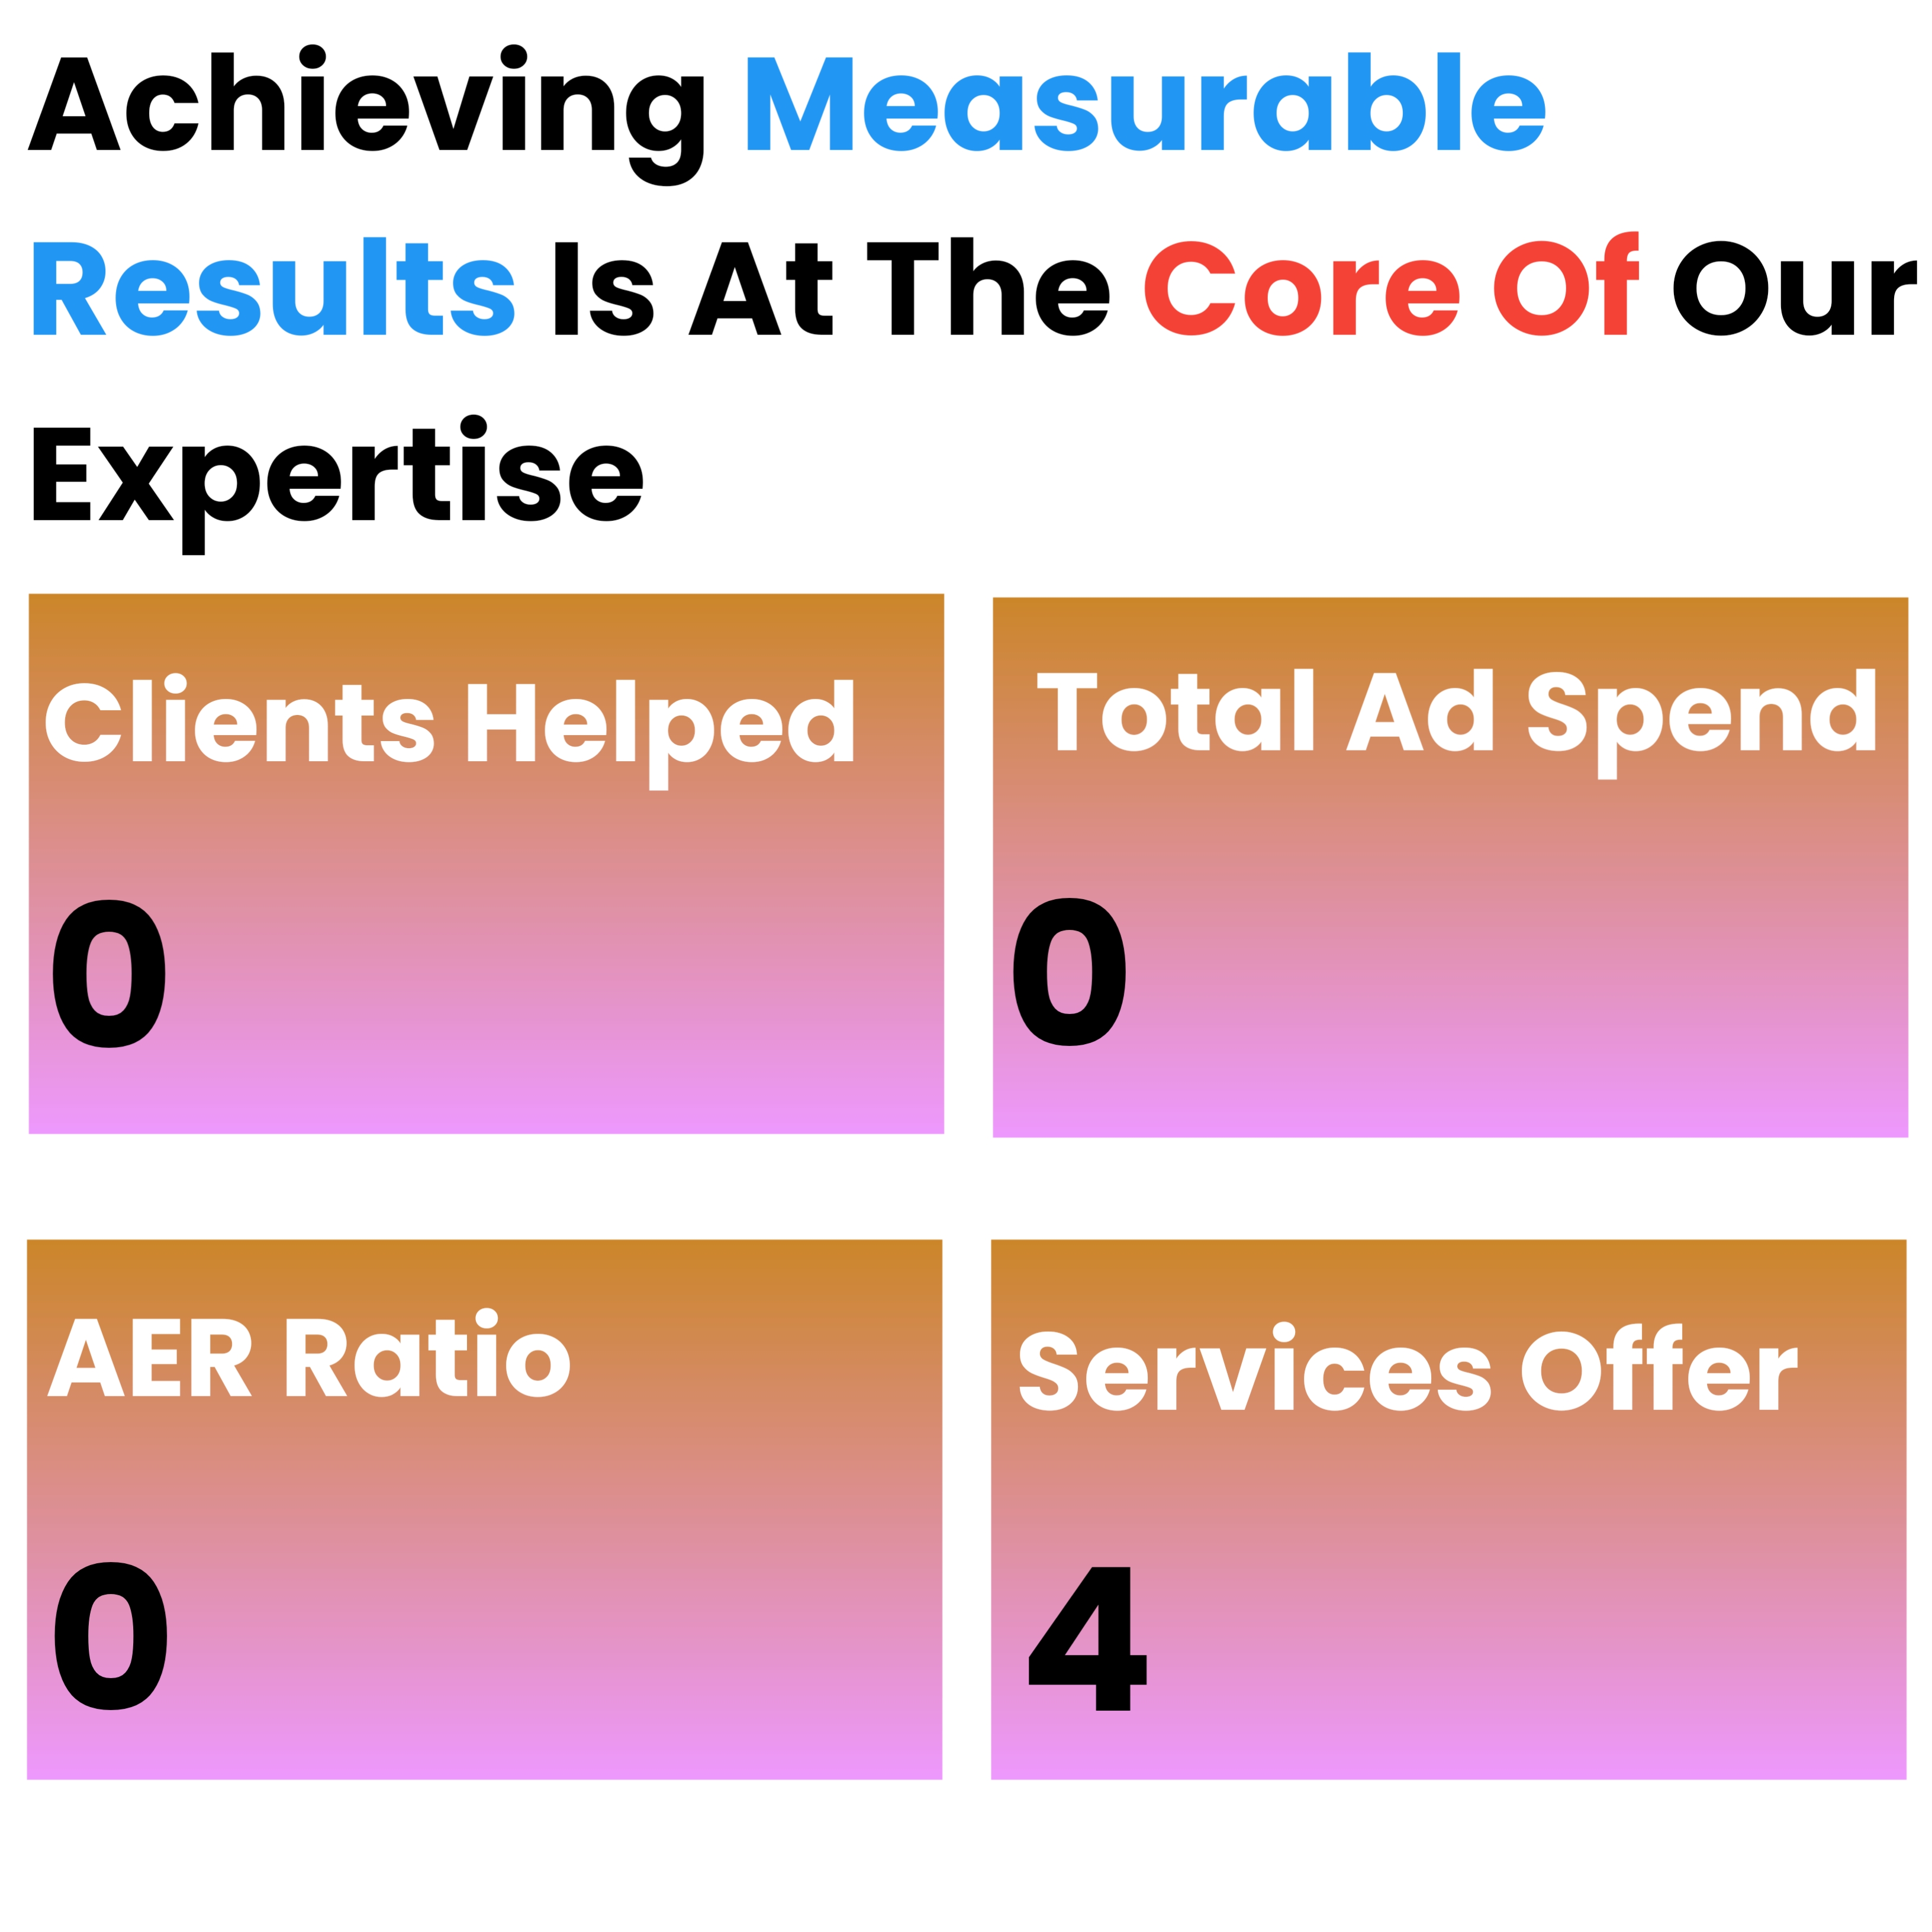 Achieving Measurable
Results Is At The Core Of Our
Expertise
Clients Helped
Total Ad Spend
0
0
AER Ratio
Services Offer
0
4